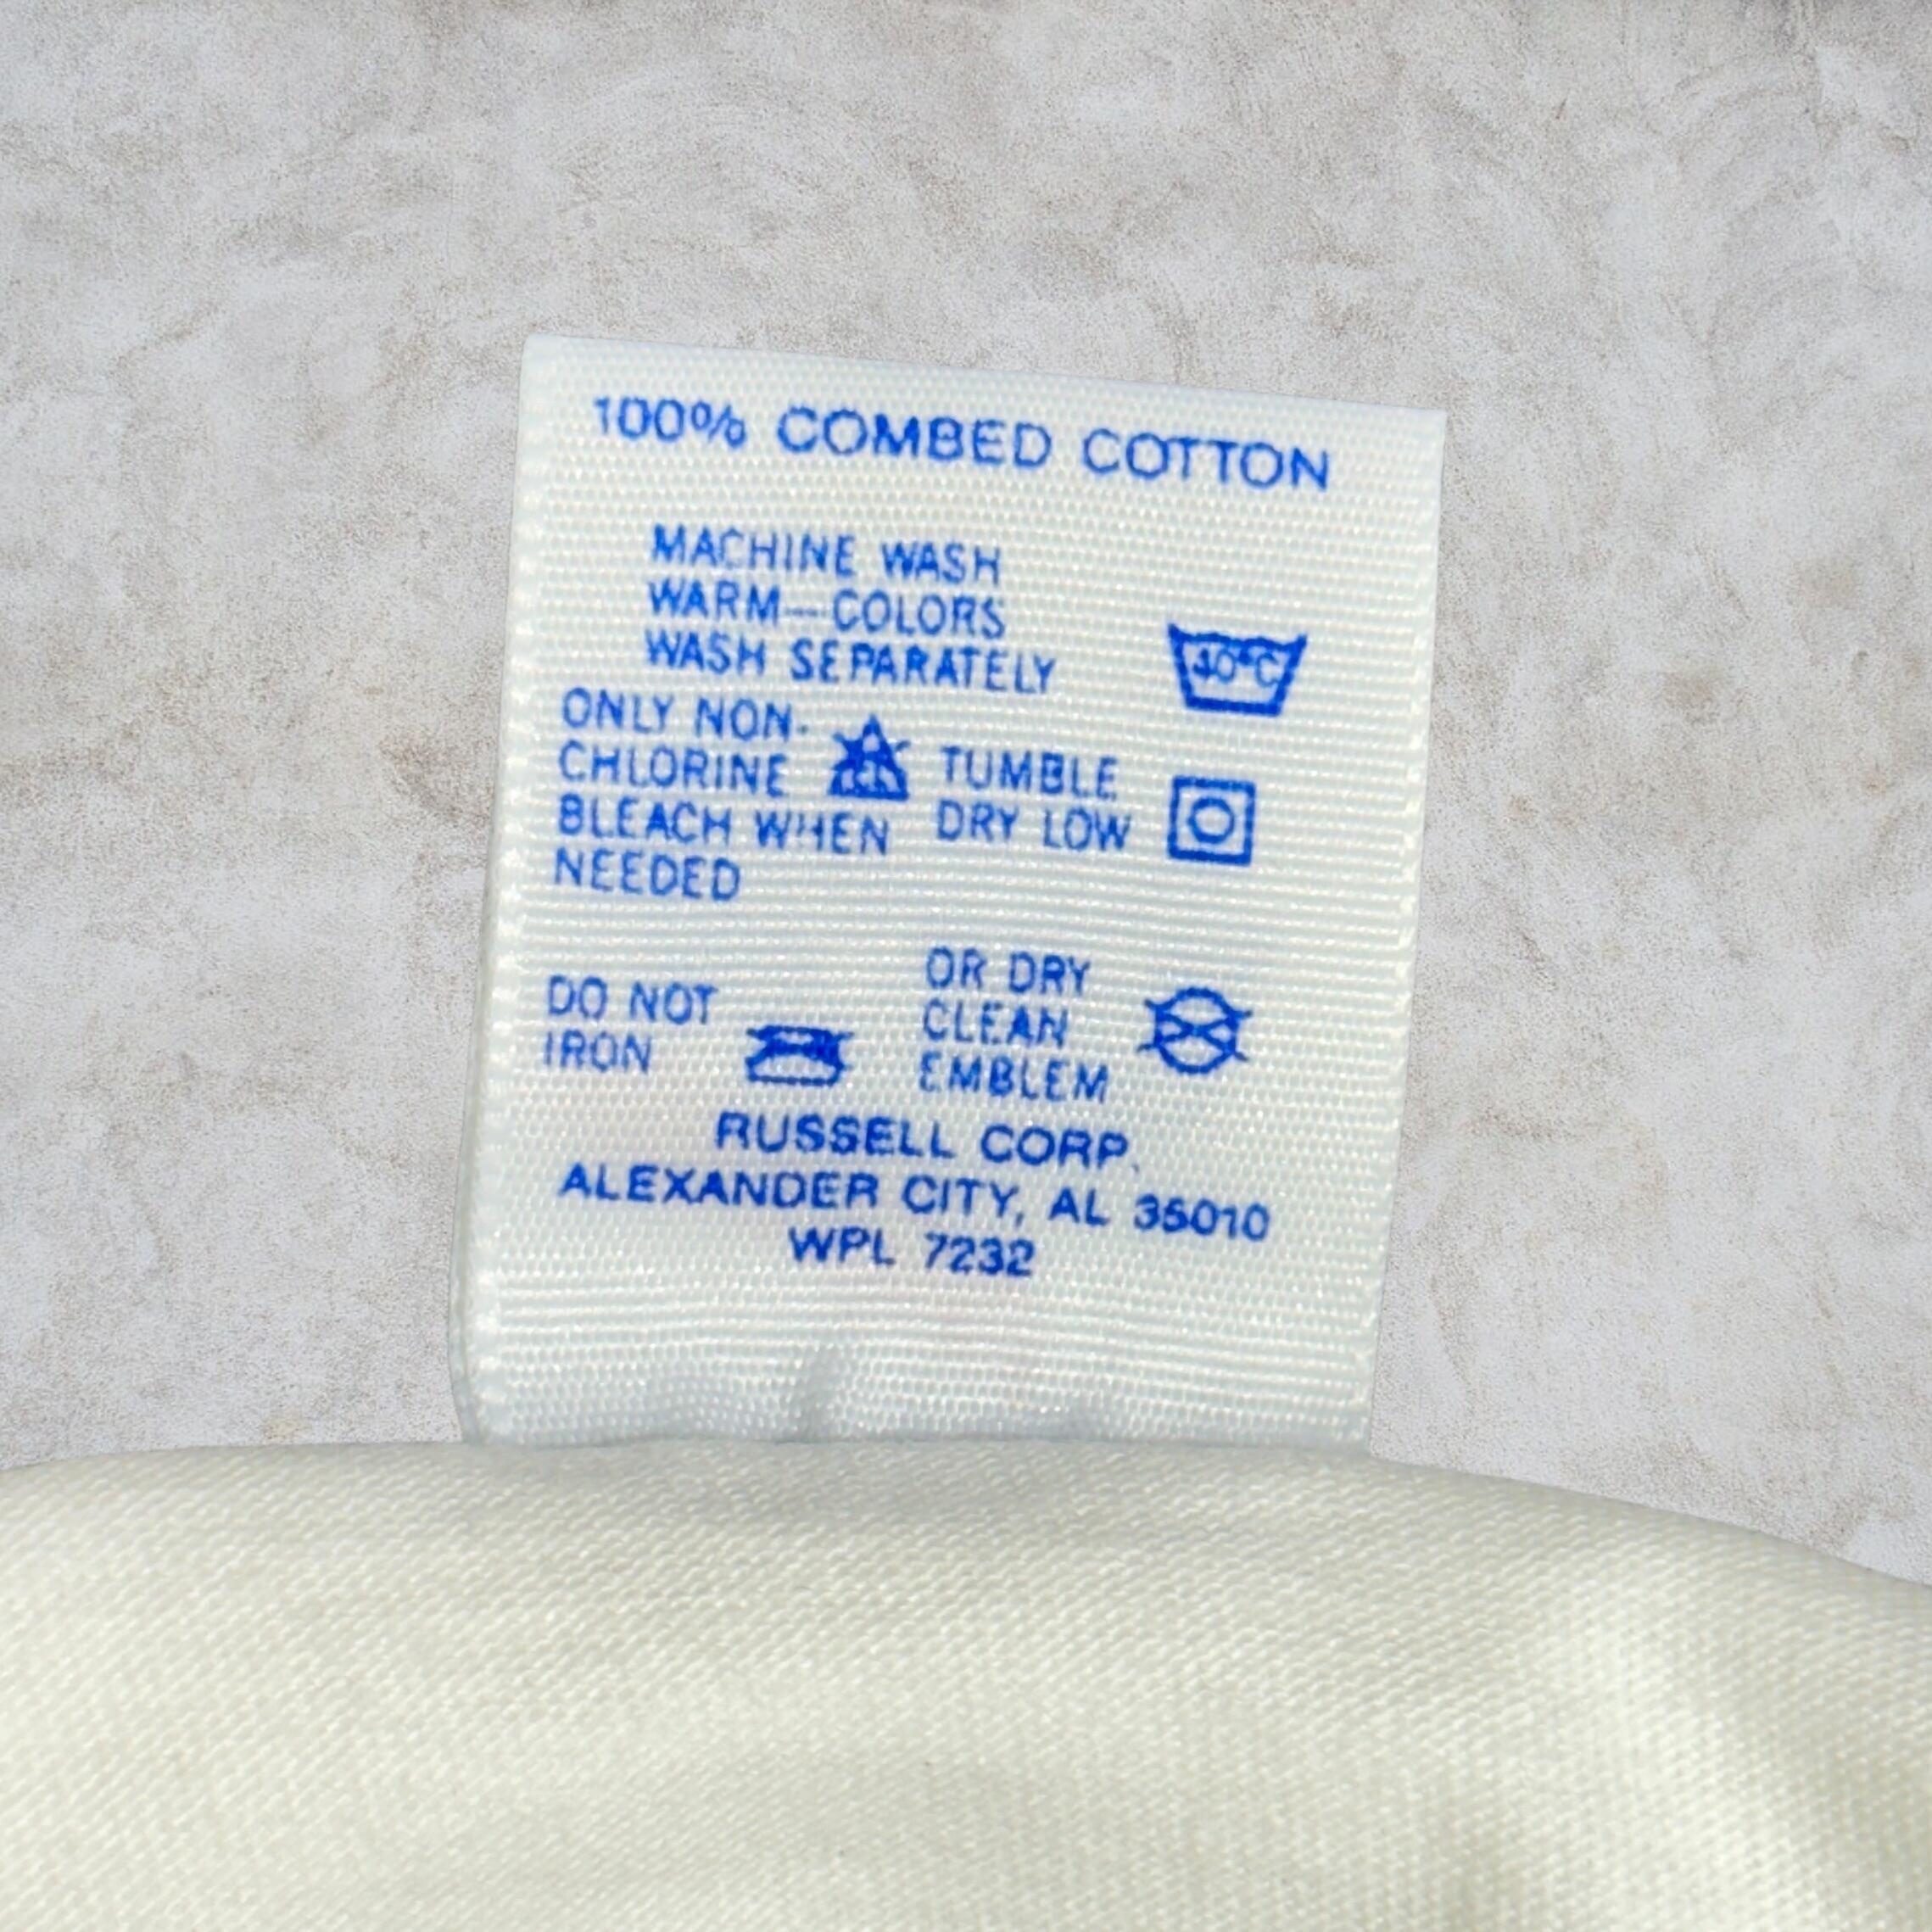 100% COMBED COTTON
MACHINE WASH
WARM—COLORS
WASH SEPARATELY
40°C
ONLY NON-
CHLORINE
BLEACH WHEN
NEEDED
TUMBLE
DRY LOW
DO NOT
IRON
OR DRY
CLEAN
EMBLEM
RUSSELL CORP.
ALEXANDER CITY, AL 35010
WPL 7232